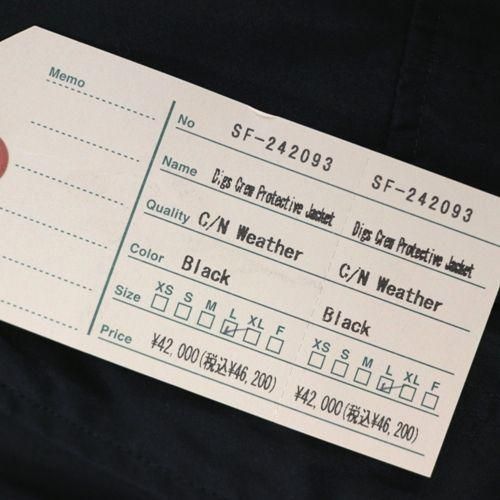 Memo
No SF-242093 SF-242093
Name Digs Crew Protective Jacket Digs Crew Protective Jacket
Quality C/N Weather C/N Weather
Color Black Black
Size XS S M L XL F XS S M L XL F
Price ¥42,000(税込¥46,200) ¥42,000(税込¥46,200)